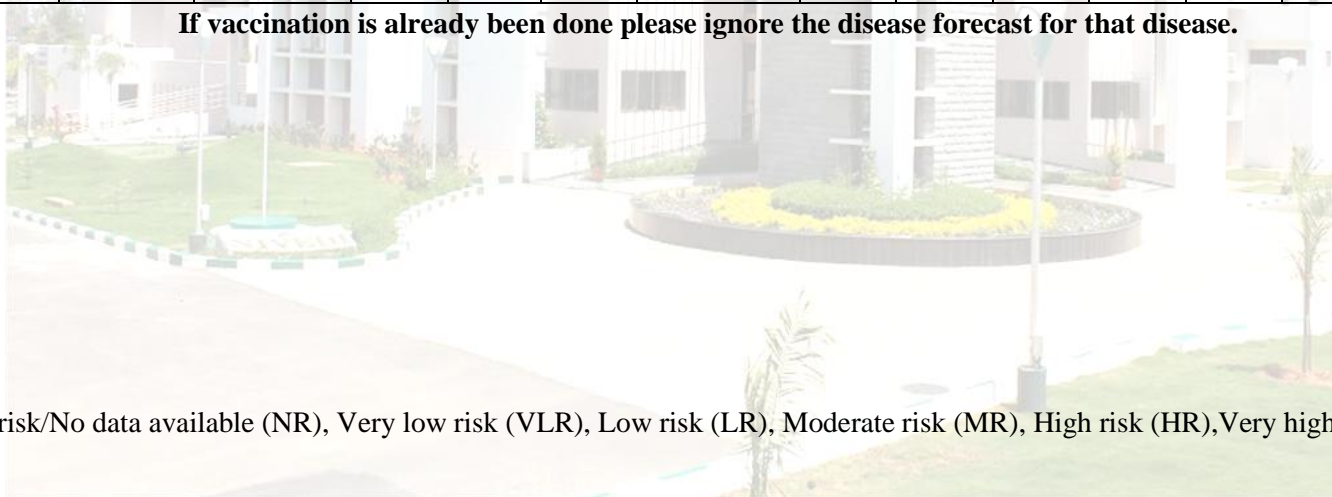 If vaccination is already been done please ignore the disease forecast for that disease.
risk/No data available (NR), Very low risk (VLR), Low risk (LR), Moderate risk (MR), High risk (HR),Very high